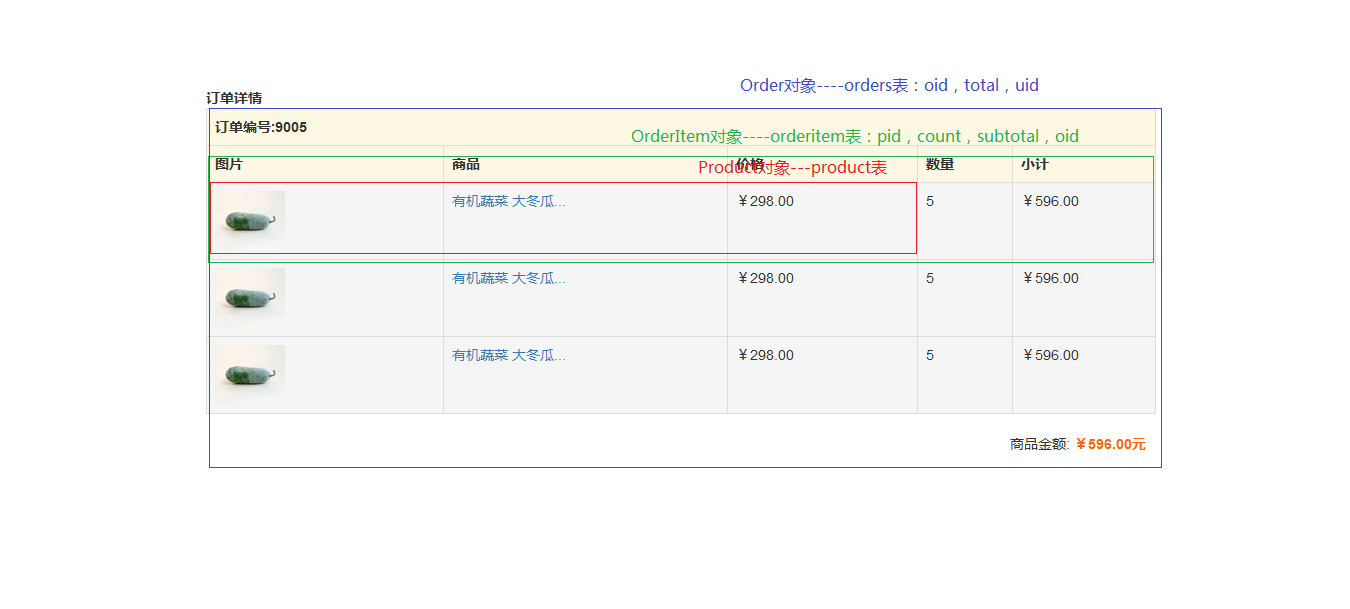 Order对象----orders表：oid，total，uid
订单详情
订单编号:9005
OrderItem对象----orderitem表：pid，count，subtotal，oid
图片 商品 价格 数量 小计
Product对象---product表
有机蔬菜 大冬瓜... ￥298.00 5 ￥596.00
有机蔬菜 大冬瓜... ￥298.00 5 ￥596.00
有机蔬菜 大冬瓜... ￥298.00 5 ￥596.00
商品金额: ￥596.00元